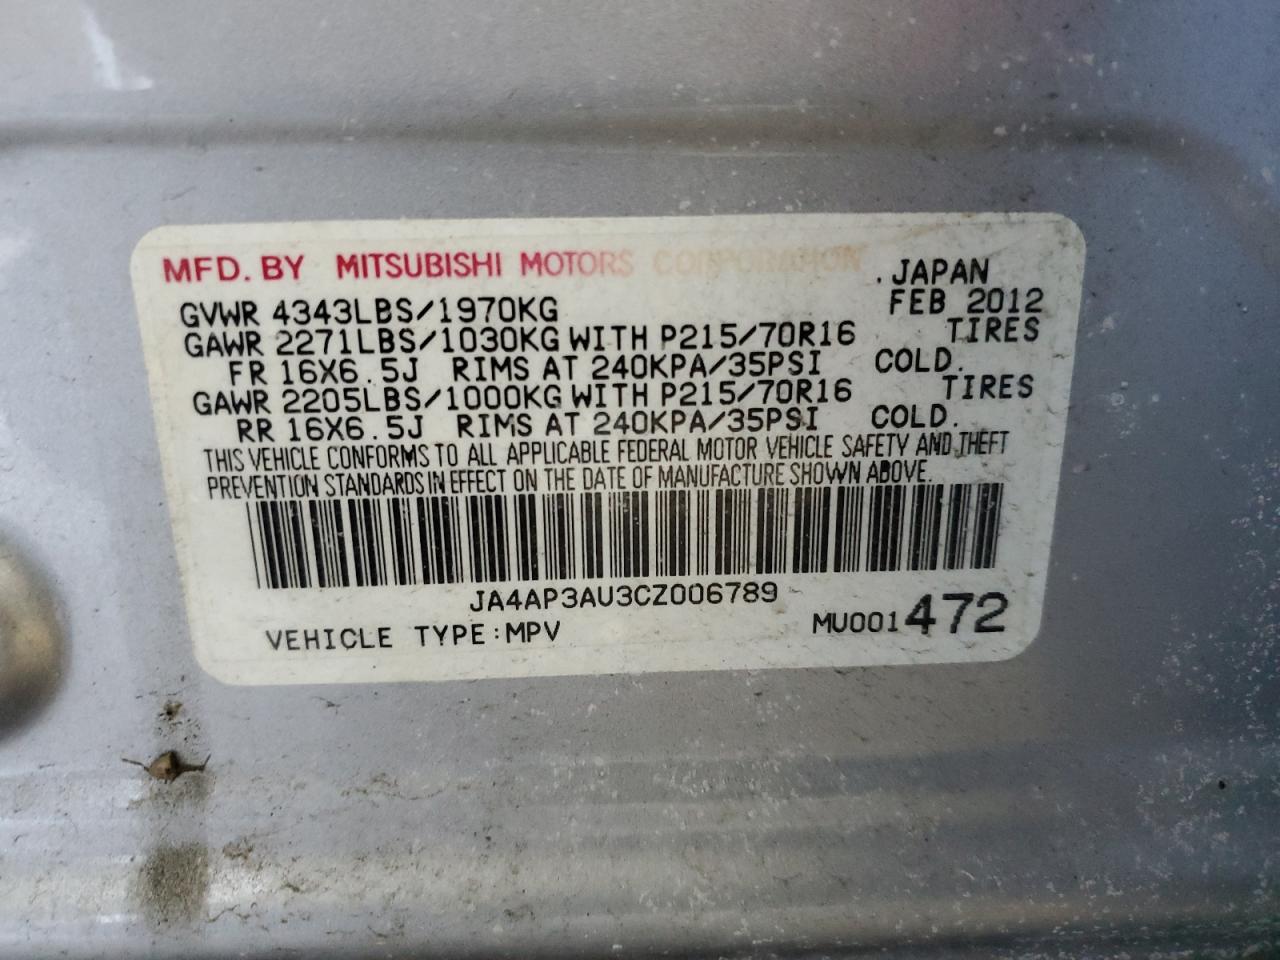 MFD. BY MITSUBISHI MOTORS CORPORATION .JAPAN
GVWR 4343LBS/1970KG FEB 2012
GAWR 2271LBS/1030KG WITH P215/70R16 TIRES
FR 16X6.5J RIMS AT 240KPA/35PSI COLD.
GAWR 2205LBS/1000KG WITH P215/70R16 TIRES
RR 16X6.5J RIMS AT 240KPA/35PSI COLD.
THIS VEHICLE CONFORMS TO ALL APPLICABLE FEDERAL MOTOR VEHICLE SAFETY AND THEFT
PREVENTION STANDARDS IN EFFECT ON THE DATE OF MANUFACTURE SHOWN ABOVE.
JA4AP3AU3CZ006789
VEHICLE TYPE:MPV MU001472